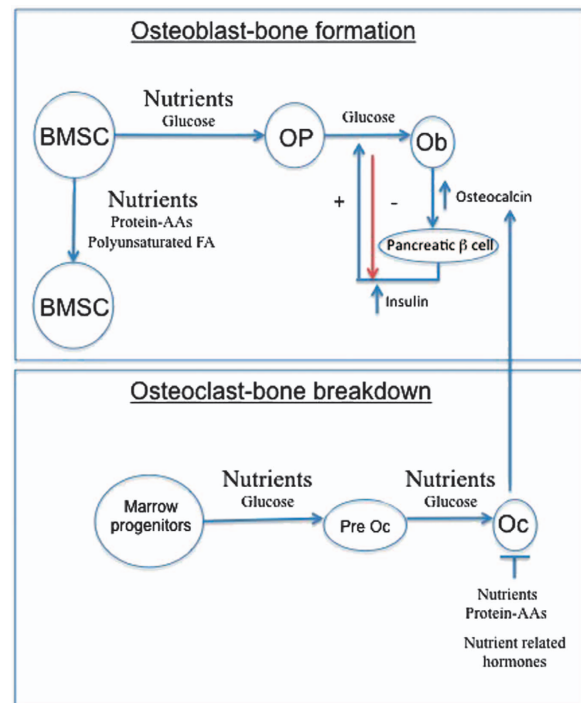 Osteoblast-bone formation
Nutrients
Glucose
Glucose
BMSC
OP
Ob
Nutrients
Protein-AAs
Polyunsaturated FA
+
-
Osteocalcin
Pancreatic β cell
BMSC
Insulin
Osteoclast-bone breakdown
Nutrients
Glucose
Nutrients
Glucose
Marrow
progenitors
Pre Oc
Oc
Nutrients
Protein-AAs
Nutrient related
hormones